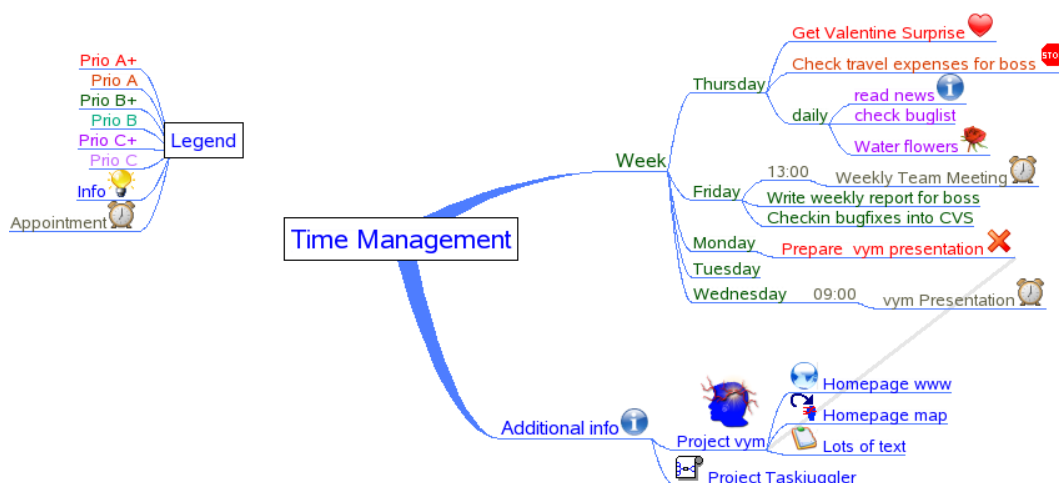 Prio A+
Prio A
Prio B+
Prio B
Prio C+
Prio C
Info
Appointment
Legend
Time Management
Week
Thursday
Get Valentine Surprise
Check travel expenses for boss
STOP
daily
read news
check buglist
Water flowers
Friday
13:00
Weekly Team Meeting
Write weekly report for boss
Checkin bugfixes into CVS
Monday
Prepare vym presentation
Tuesday
Wednesday
09:00
vym Presentation
Additional info
Project vym
Homepage www
Homepage map
Lots of text
Project Taskjuggler